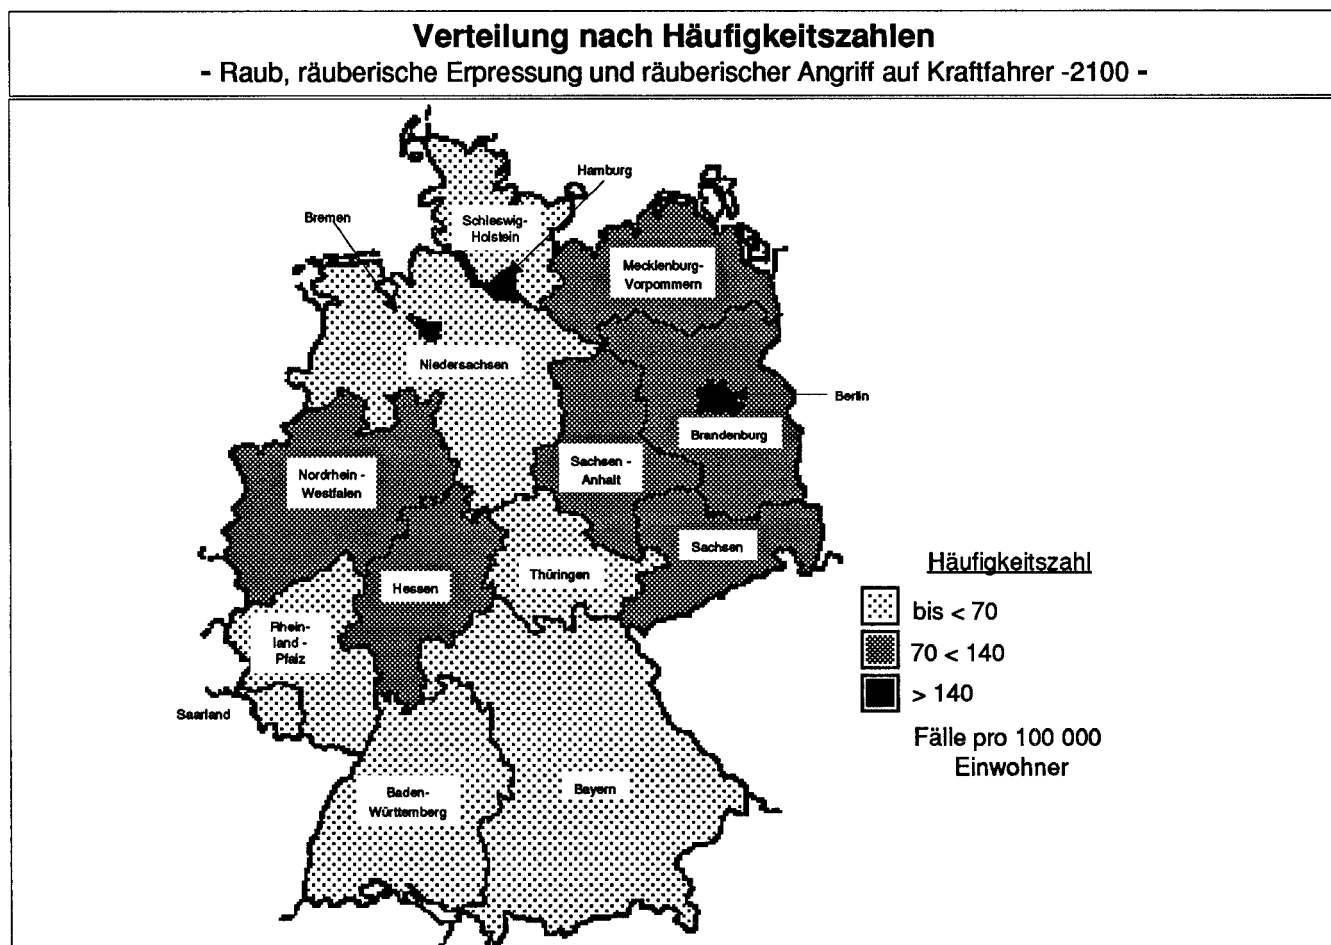 Verteilung nach Häufigkeitszahlen
- Raub, räuberische Erpressung und räuberischer Angriff auf Kraftfahrer -2100 -
Hamburg
Bremen
Schleswig-
Holstein
Mecklenburg-
Vorpommern
Niedersachsen
Berlin
Brandenburg
Sachsen -
Anhalt
Nordrhein -
Westfalen
Sachsen
Thüringen
Hessen
Rhein-
land -
Pfalz
Saarland
Baden-
Württemberg
Bayern
Häufigkeitszahl
bis < 70
70 < 140
> 140
Fälle pro 100 000
Einwohner